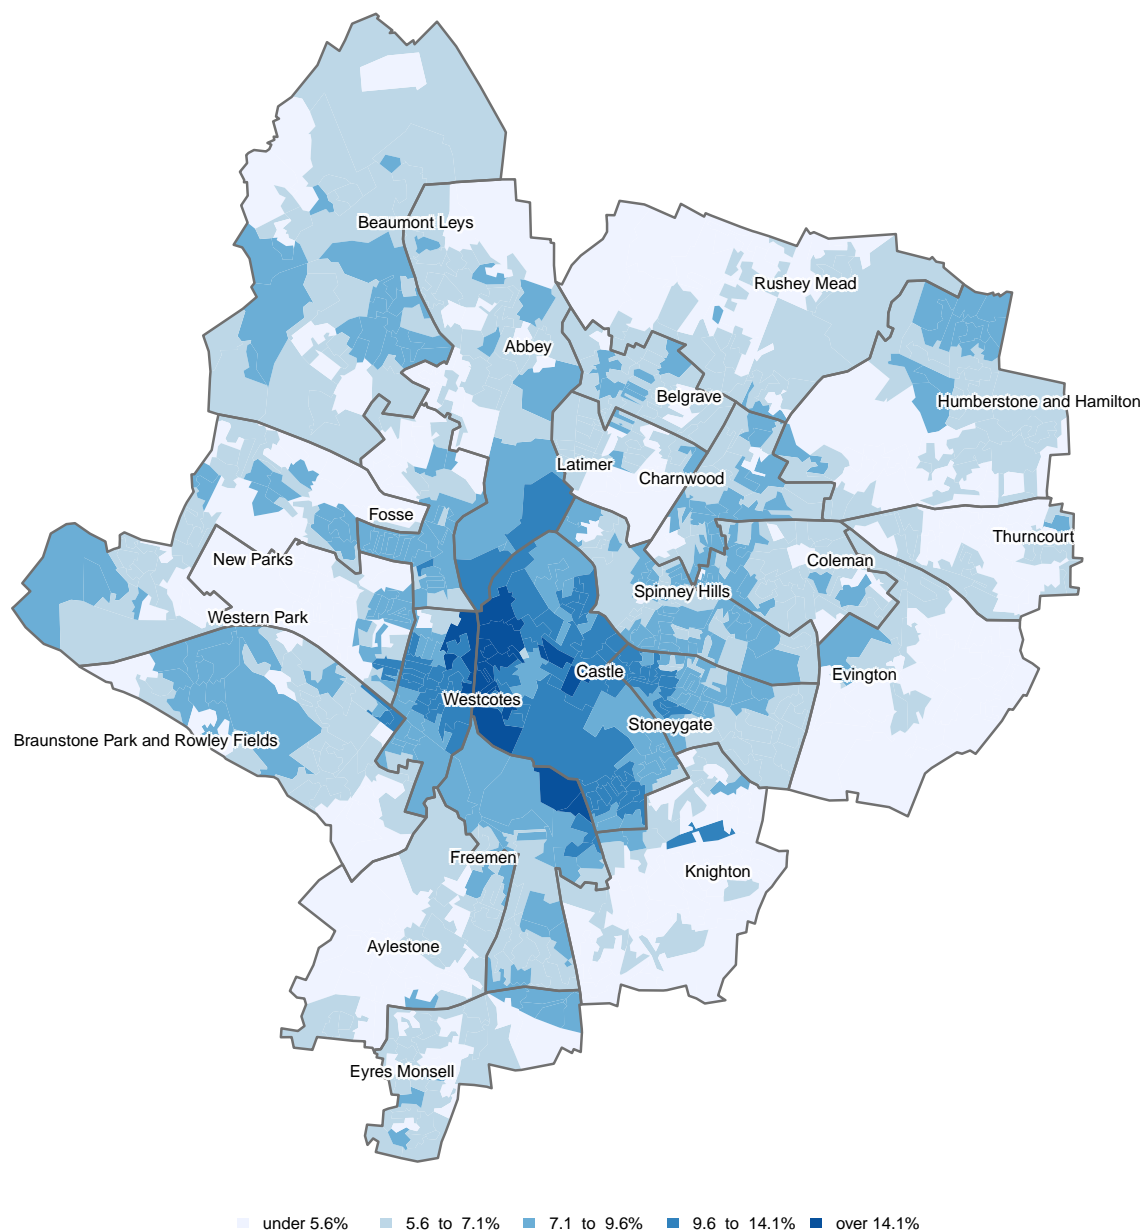 Beaumont Leys
Rushey Mead
Abbey
Belgrave
Humberstone and Hamilton
Latimer
Charnwood
Fosse
Thurncourt
New Parks
Coleman
Spinney Hills
Western Park
Castle
Evington
Westcotes
Stoneygate
Braunstone Park and Rowley Fields
Freemen
Knighton
Aylestone
Eyres Monsell
under 5.6% 5.6 to 7.1% 7.1 to 9.6% 9.6 to 14.1% over 14.1%